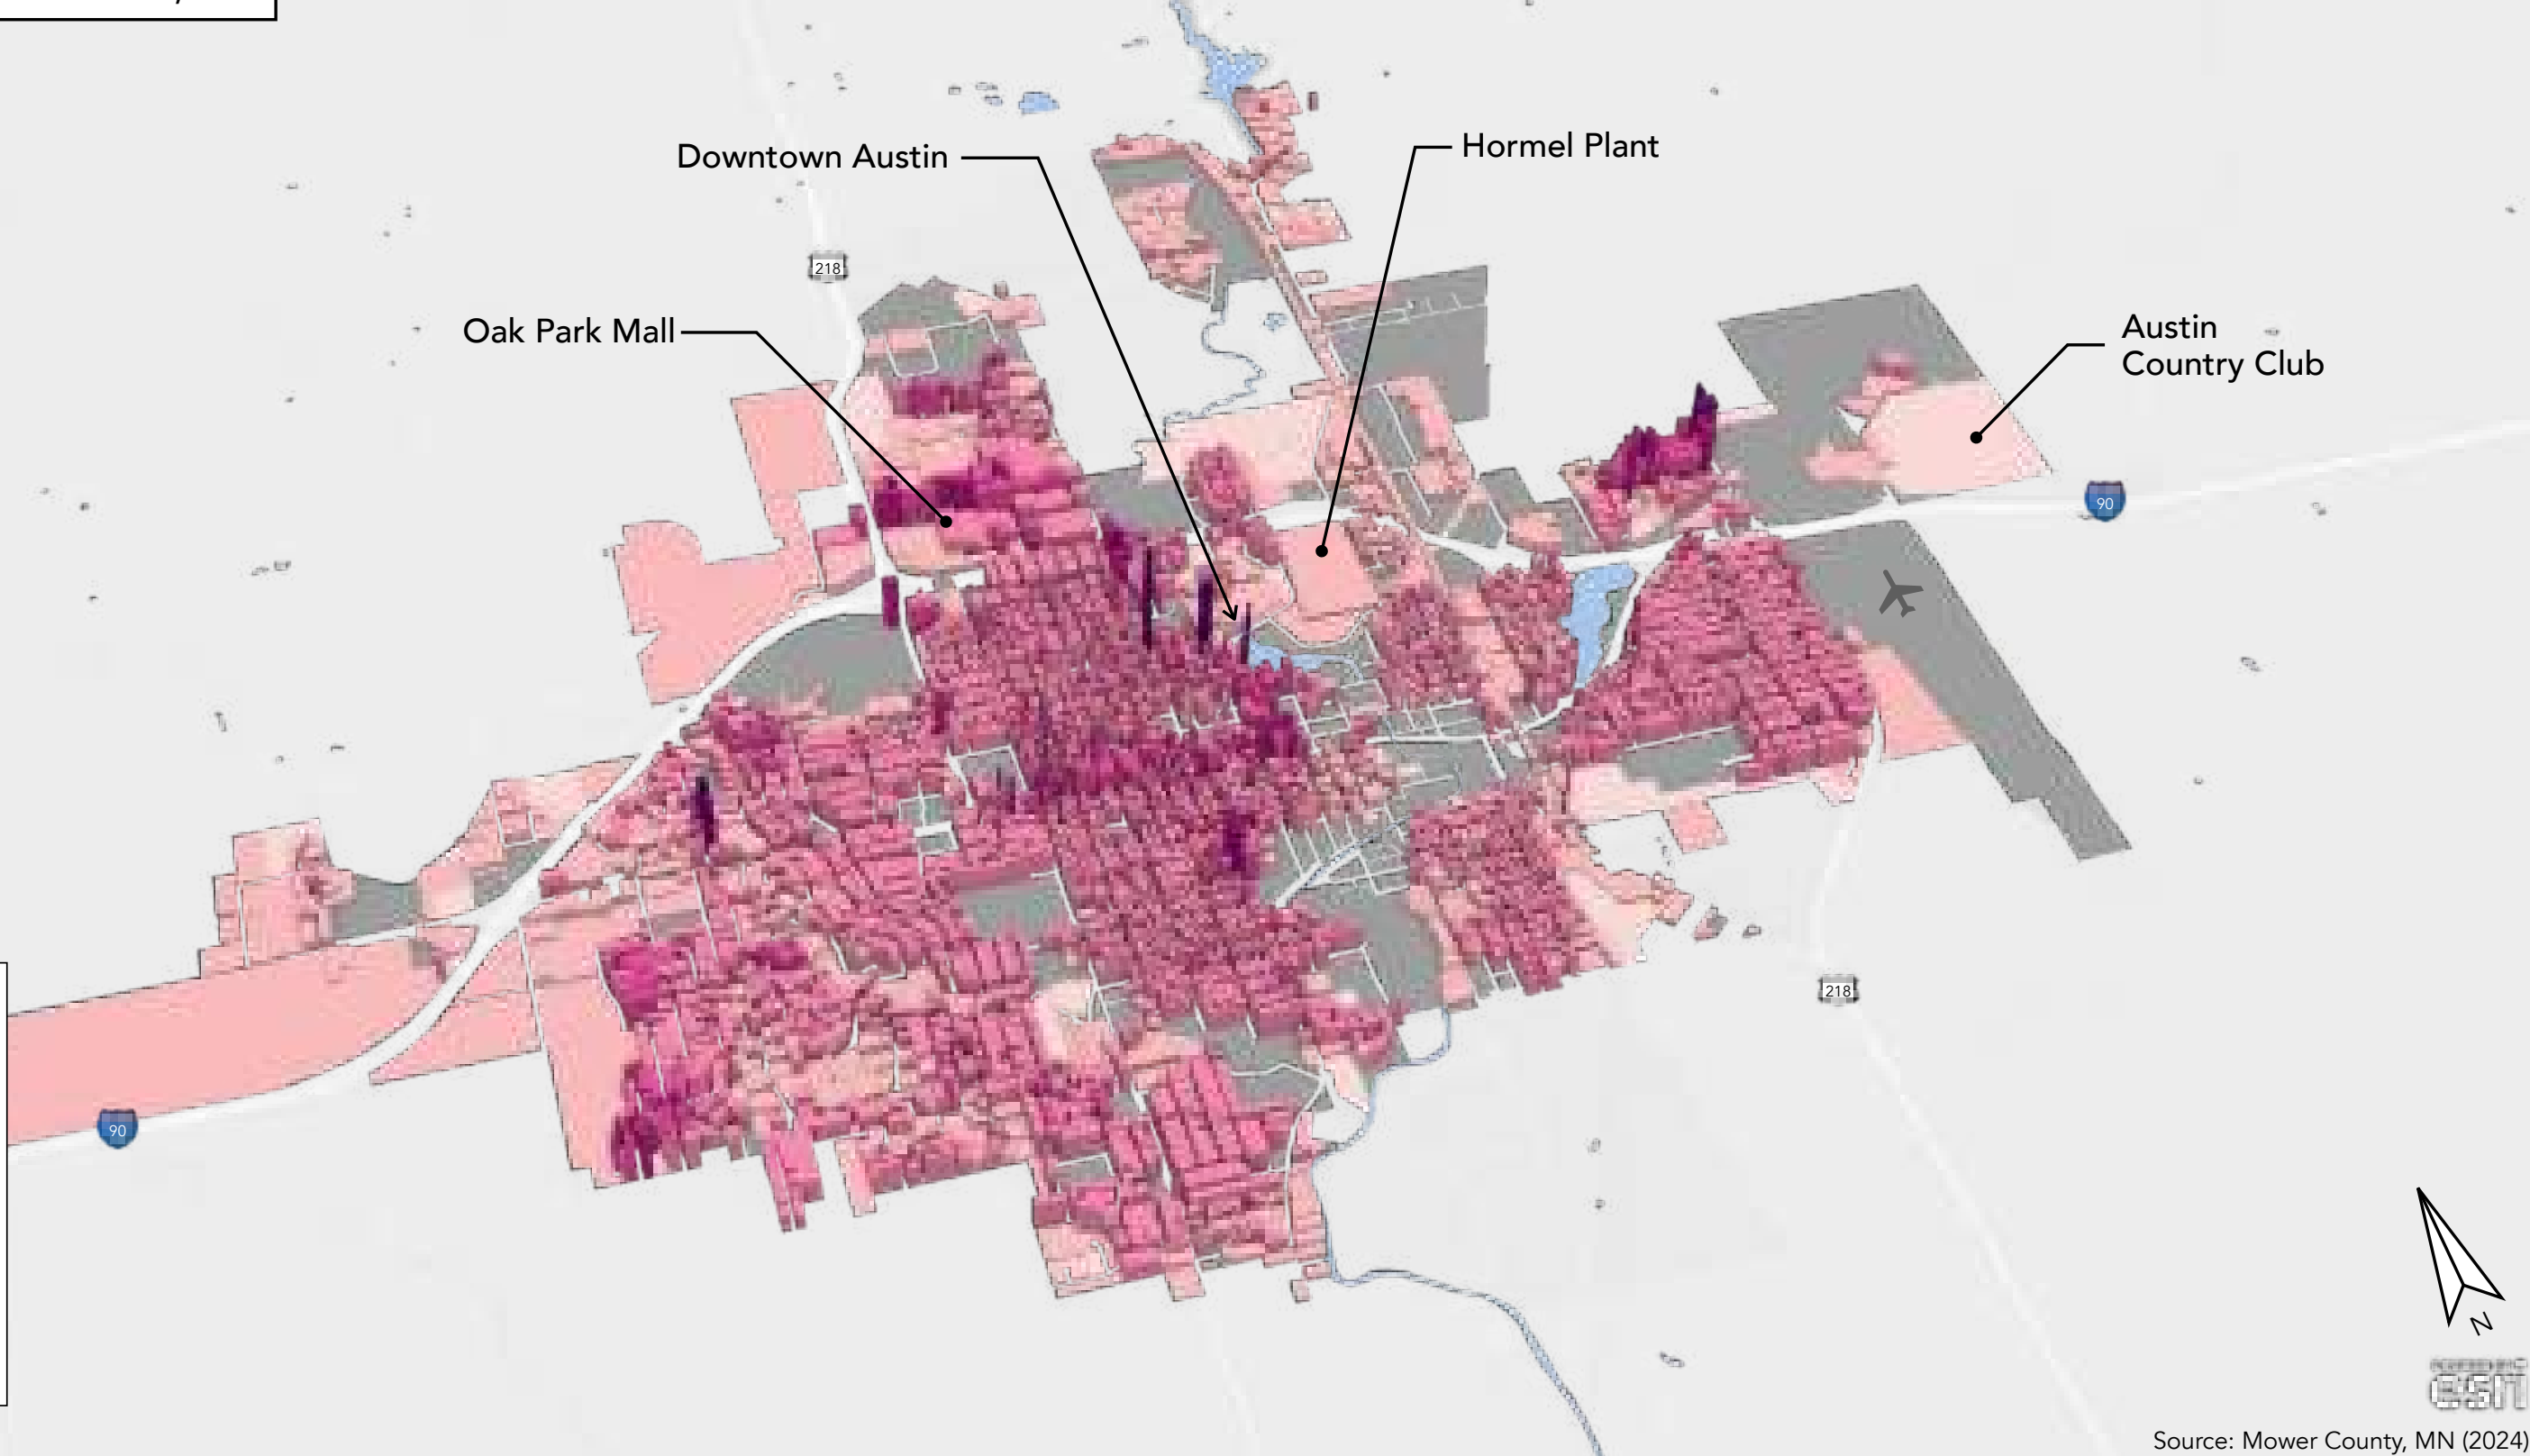 Downtown Austin
Hormel Plant
218
Oak Park Mall
Austin
Country Club
90
218
90
N
esri
Source: Mower County, MN (2024)